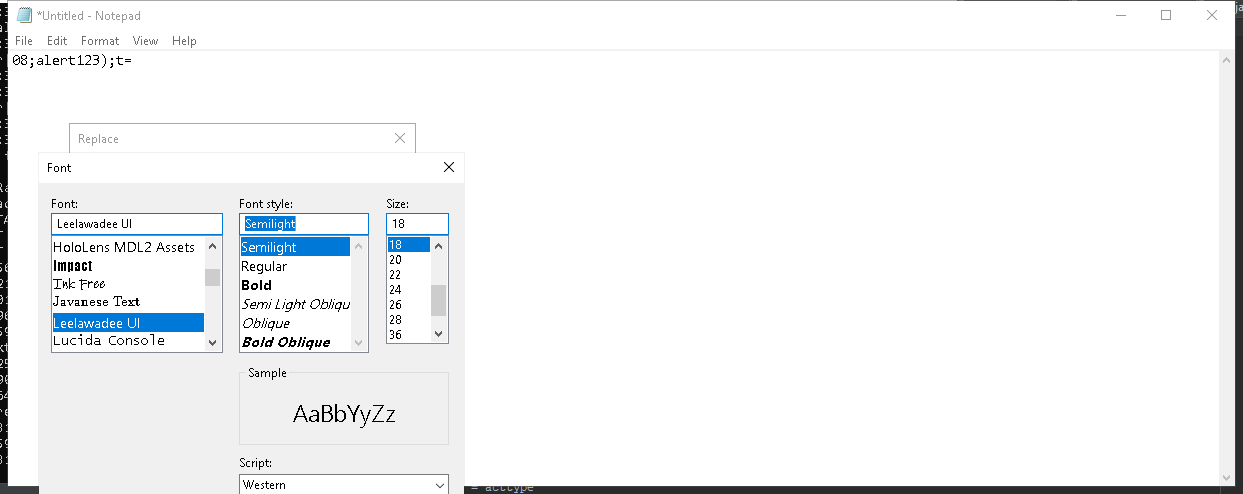 *Untitled - Notepad
File Edit Format View Help
08;alert123);t=
Replace
Font
Font: Font style: Size:
Leelawadee UI Semilight 18
HoloLens MDL2 Assets Semilight 18
Impact Regular 20
Ink Free Bold 22
Javanese Text Semi Light Obliqu 24
Leelawadee UI Oblique 26
Lucida Console Bold Oblique 28
36
Sample
AaBbYyZz
Script:
Western
= acctype